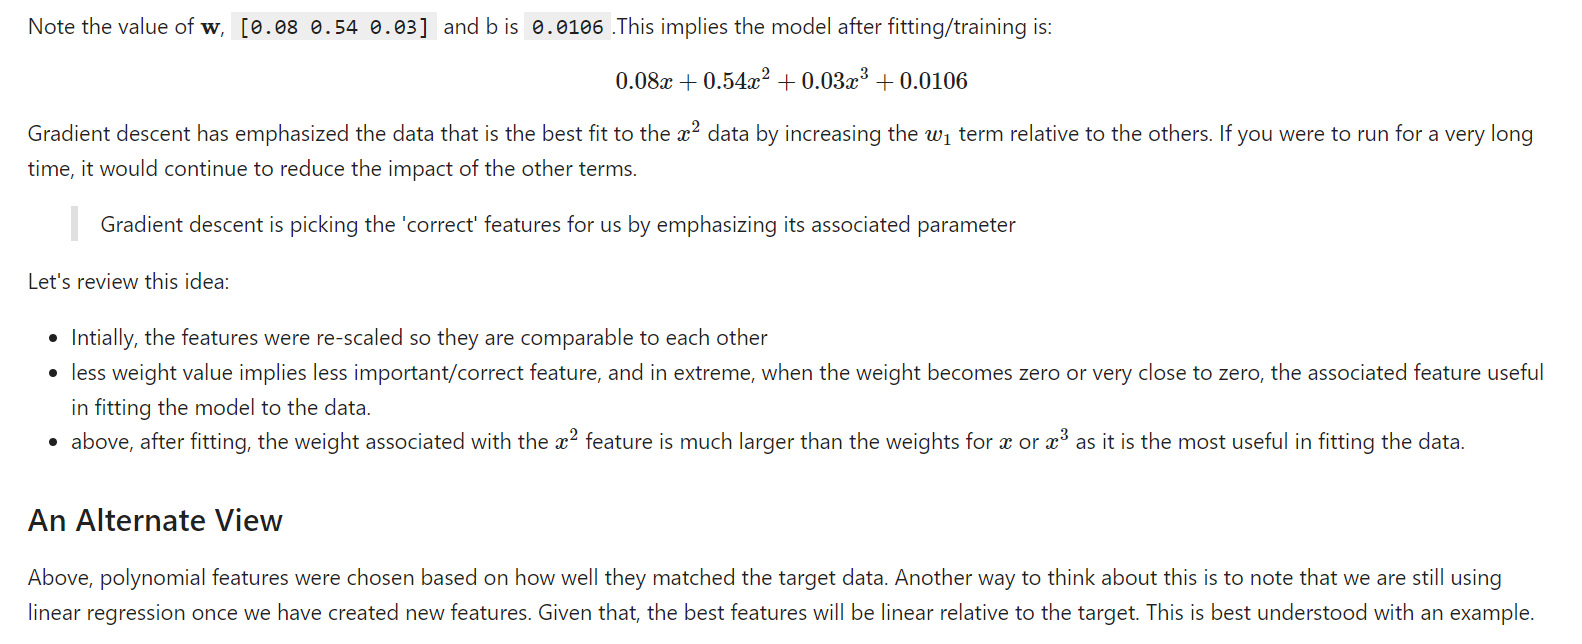 Note the value of w, [0.08 0.54 0.03] and b is 0.0106 .This implies the model after fitting/training is:
0.08x + 0.54x² + 0.03x³ + 0.0106
Gradient descent has emphasized the data that is the best fit to the x² data by increasing the w₁ term relative to the others. If you were to run for a very long
time, it would continue to reduce the impact of the other terms.
Gradient descent is picking the 'correct' features for us by emphasizing its associated parameter
Let's review this idea:
• Intially, the features were re-scaled so they are comparable to each other
• less weight value implies less important/correct feature, and in extreme, when the weight becomes zero or very close to zero, the associated feature useful
in fitting the model to the data.
• above, after fitting, the weight associated with the x² feature is much larger than the weights for x or x³ as it is the most useful in fitting the data.
An Alternate View
Above, polynomial features were chosen based on how well they matched the target data. Another way to think about this is to note that we are still using
linear regression once we have created new features. Given that, the best features will be linear relative to the target. This is best understood with an example.